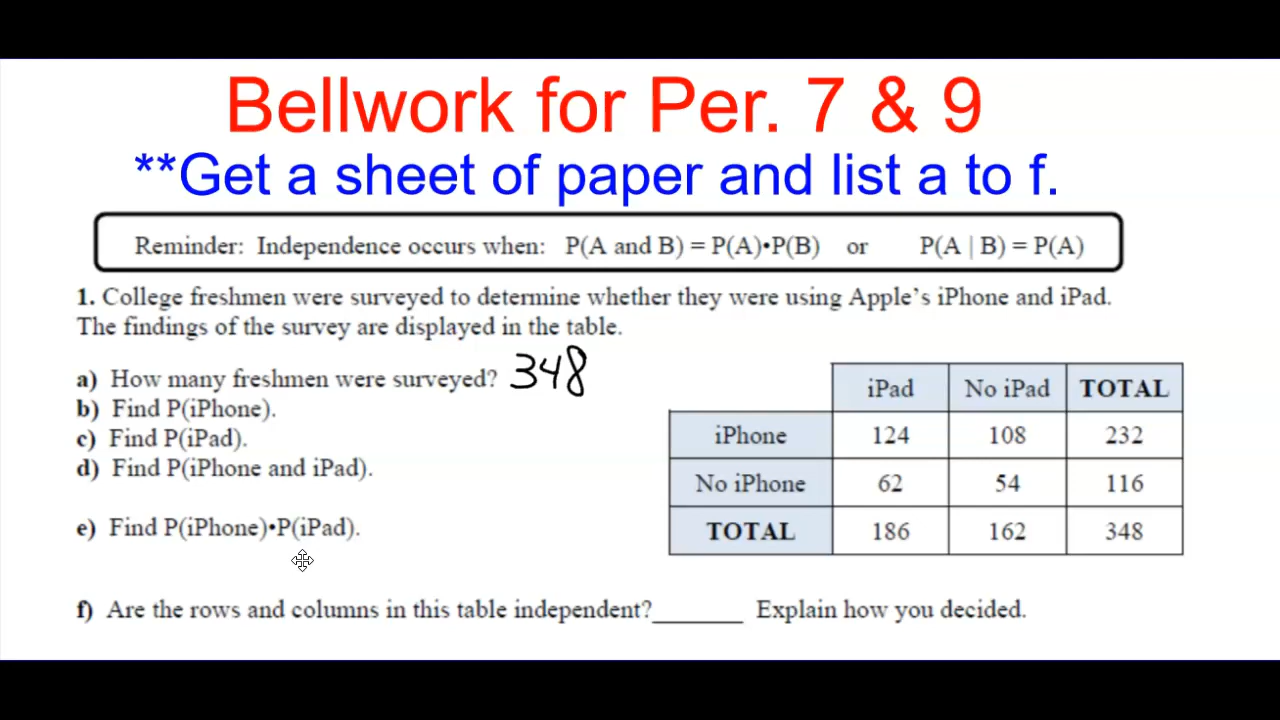 Bellwork for Per. 7 & 9
**Get a sheet of paper and list a to f.
Reminder: Independence occurs when: P(A and B) = P(A)•P(B) or P(A | B) = P(A)
1. College freshmen were surveyed to determine whether they were using Apple's iPhone and iPad.
The findings of the survey are displayed in the table.
a) How many freshmen were surveyed? 348
b) Find P(iPhone).
c) Find P(iPad).
d) Find P(iPhone and iPad).
e) Find P(iPhone)•P(iPad).
iPad No iPad TOTAL
iPhone 124 108 232
No iPhone 62 54 116
TOTAL 186 162 348
f) Are the rows and columns in this table independent?_______ Explain how you decided.